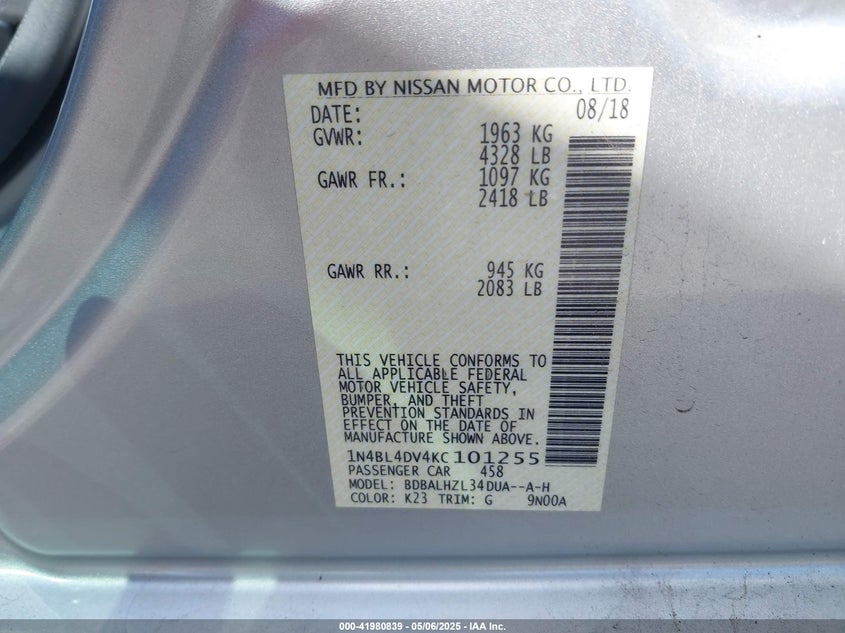 MFD BY NISSAN MOTOR CO., LTD.
DATE: 08/18
GVWR: 1963 KG
4328 LB
GAWR FR.: 1097 KG
2418 LB
GAWR RR.: 945 KG
2083 LB
THIS VEHICLE CONFORMS TO
ALL APPLICABLE FEDERAL
MOTOR VEHICLE SAFETY,
BUMPER, AND THEFT
PREVENTION STANDARDS IN
EFFECT ON THE DATE OF
MANUFACTURE SHOWN ABOVE.
1N4BL4DV4KC101255
PASSENGER CAR 458
MODEL: BDBALHZL34DUA--A-H
COLOR: K23 TRIM: G 9N00A
000-41980839 - 05/06/2025 - IAA Inc.